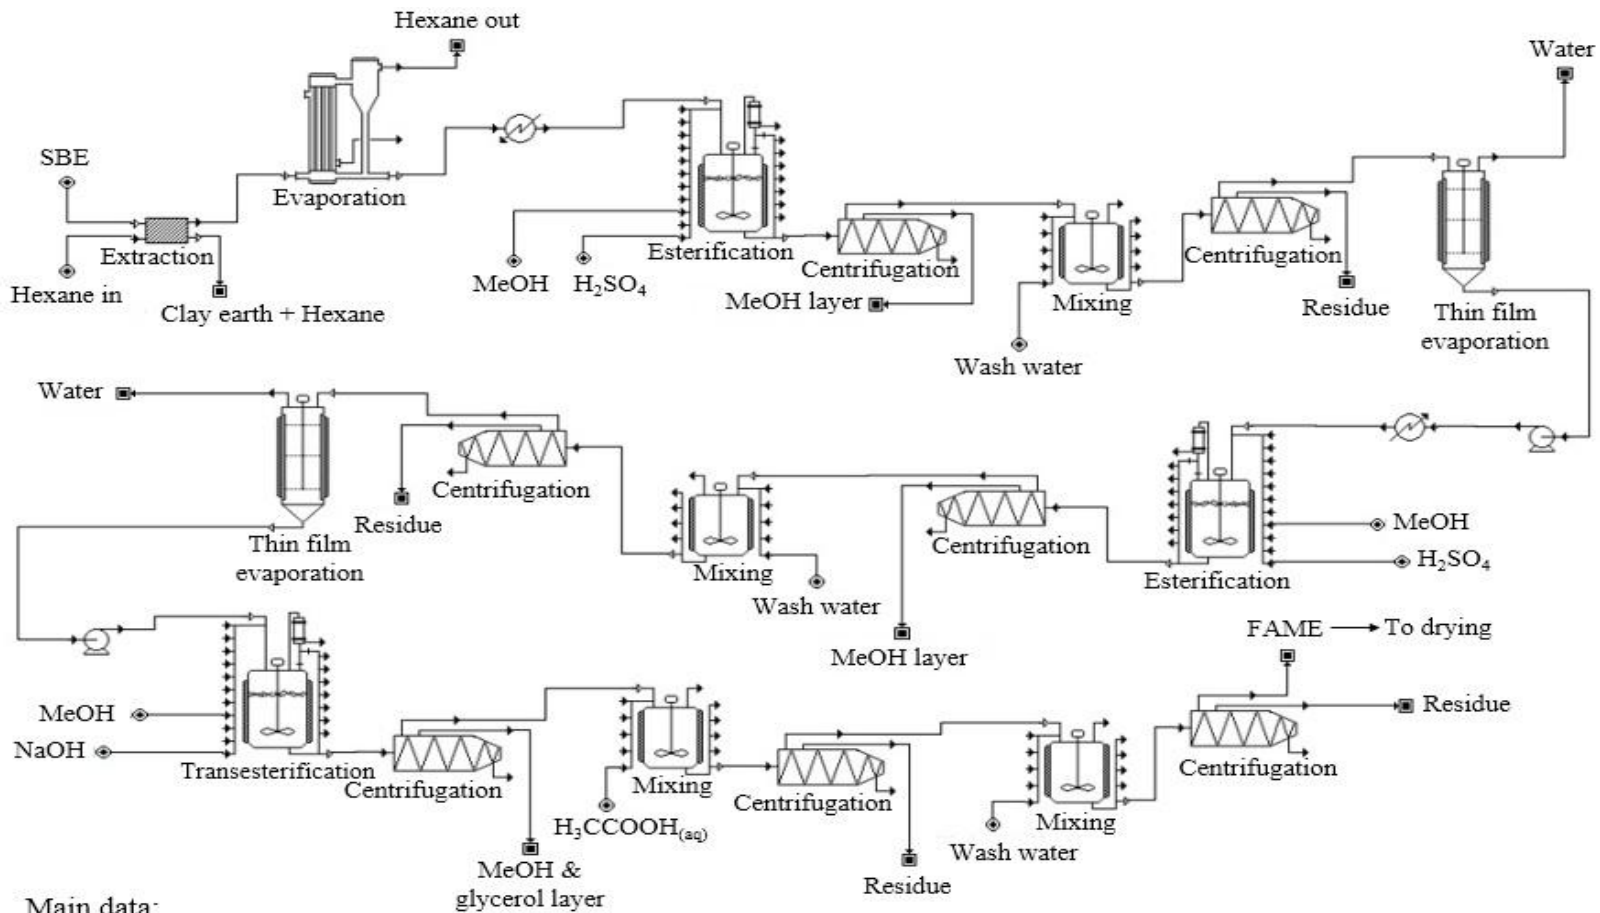 Hexane out
Water
SBE
Evaporation
Extraction
Hexane in
Clay earth + Hexane
MeOH
H₂SO₄
Esterification
Centrifugation
MeOH layer
Mixing
Wash water
Centrifugation
Residue
Thin film
evaporation
Water
Thin film
evaporation
Residue
Centrifugation
Mixing
Wash water
Centrifugation
MeOH layer
Esterification
MeOH
H₂SO₄
MeOH
NaOH
Transesterification
Centrifugation
MeOH &
glycerol layer
H₃CCOOH₍aq₎
Mixing
Centrifugation
Residue
Wash water
Mixing
Centrifugation
FAME
To drying
Residue
Main data: